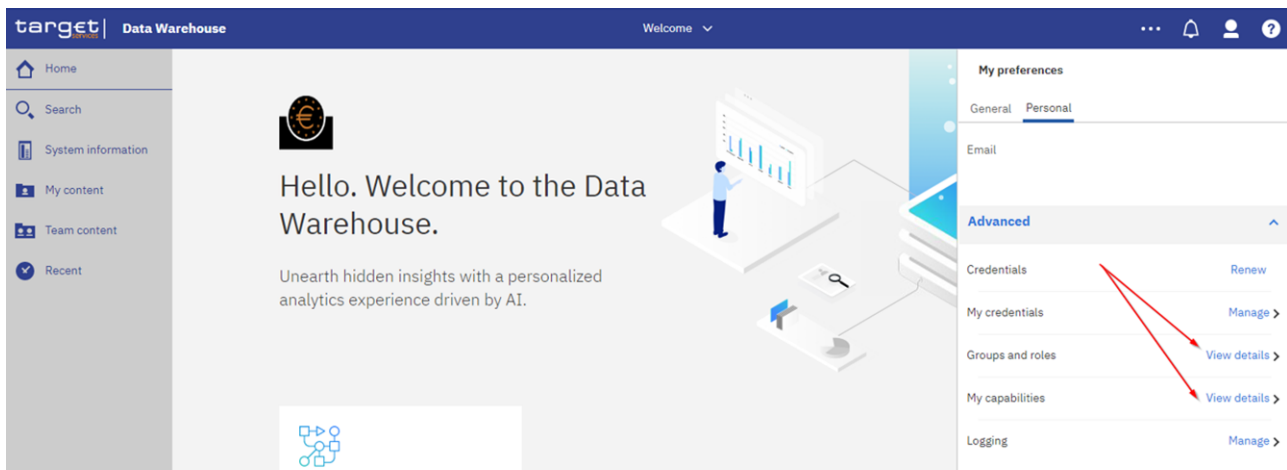 target services | Data Warehouse
Welcome
Home
Search
System information
My content
Team content
Recent
Hello. Welcome to the Data
Warehouse.
Unearth hidden insights with a personalized
analytics experience driven by AI.
My preferences
General Personal
Email
Advanced
Credentials Renew
My credentials Manage
Groups and roles View details
My capabilities View details
Logging Manage